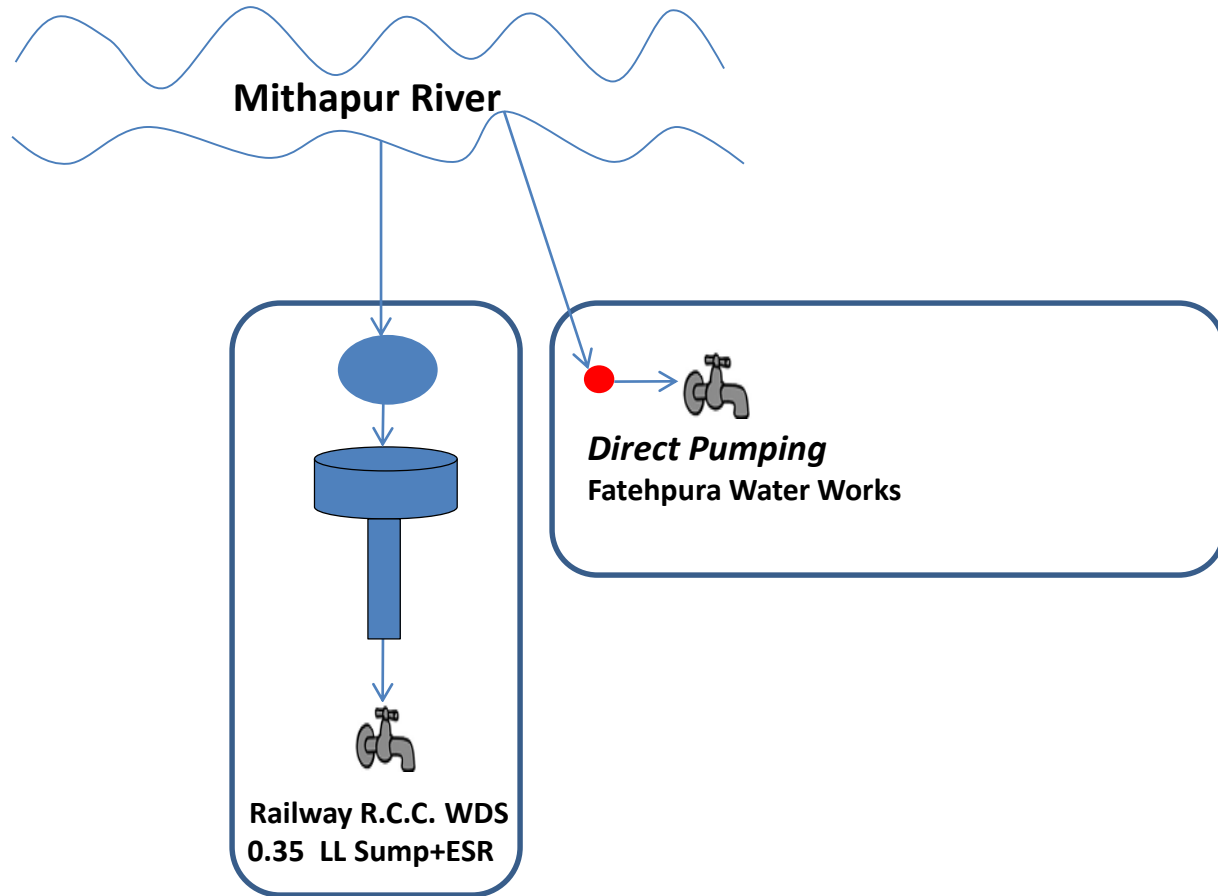 Mithapur River
Direct Pumping
Fatehpura Water Works
Railway R.C.C. WDS
0.35 LL Sump+ESR